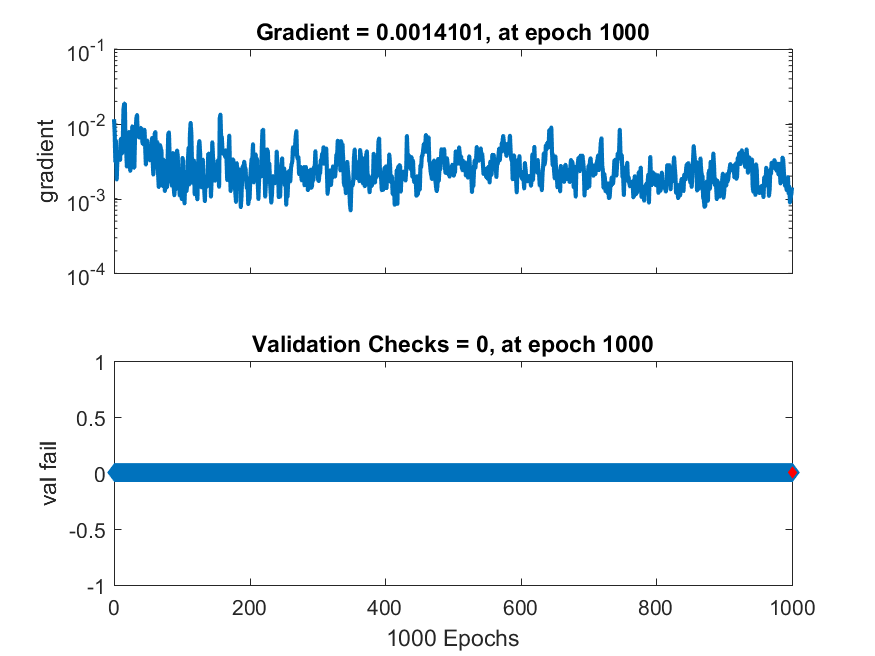 Gradient = 0.0014101, at epoch 1000
10-1
10-2
10-3
10-4
gradient
Validation Checks = 0, at epoch 1000
1
0.5
0
-0.5
-1
val fail
0 200 400 600 800 1000
1000 Epochs